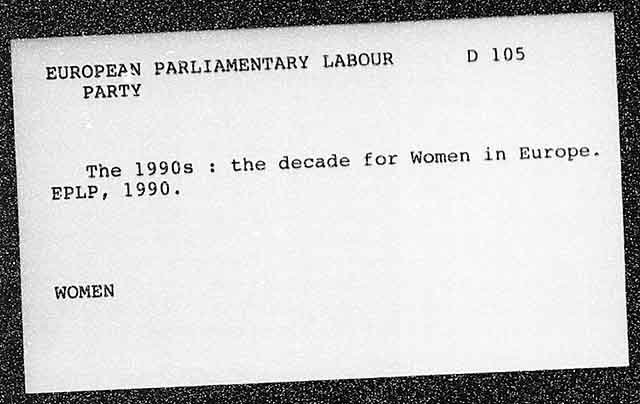 EUROPEAN PARLIAMENTARY LABOUR D 105
PARTY
The 1990s : the decade for Women in Europe.
EPLP, 1990.
WOMEN